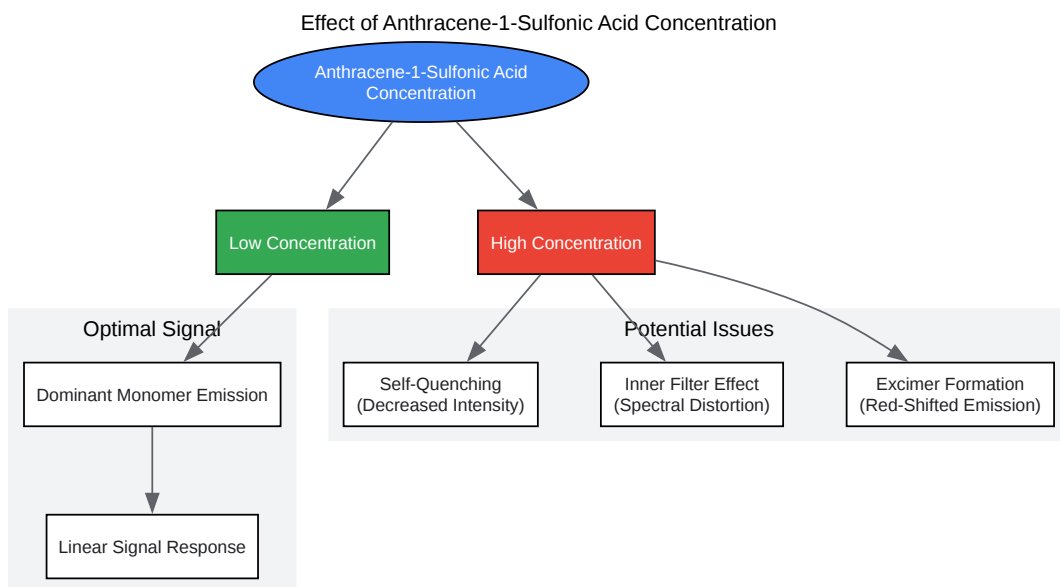 Effect of Anthracene-1-Sulfonic Acid Concentration
Anthracene-1-Sulfonic Acid
Concentration
Low Concentration
High Concentration
Optimal Signal
Potential Issues
Dominant Monomer Emission
Self-Quenching
(Decreased Intensity)
Inner Filter Effect
(Spectral Distortion)
Excimer Formation
(Red-Shifted Emission)
Linear Signal Response